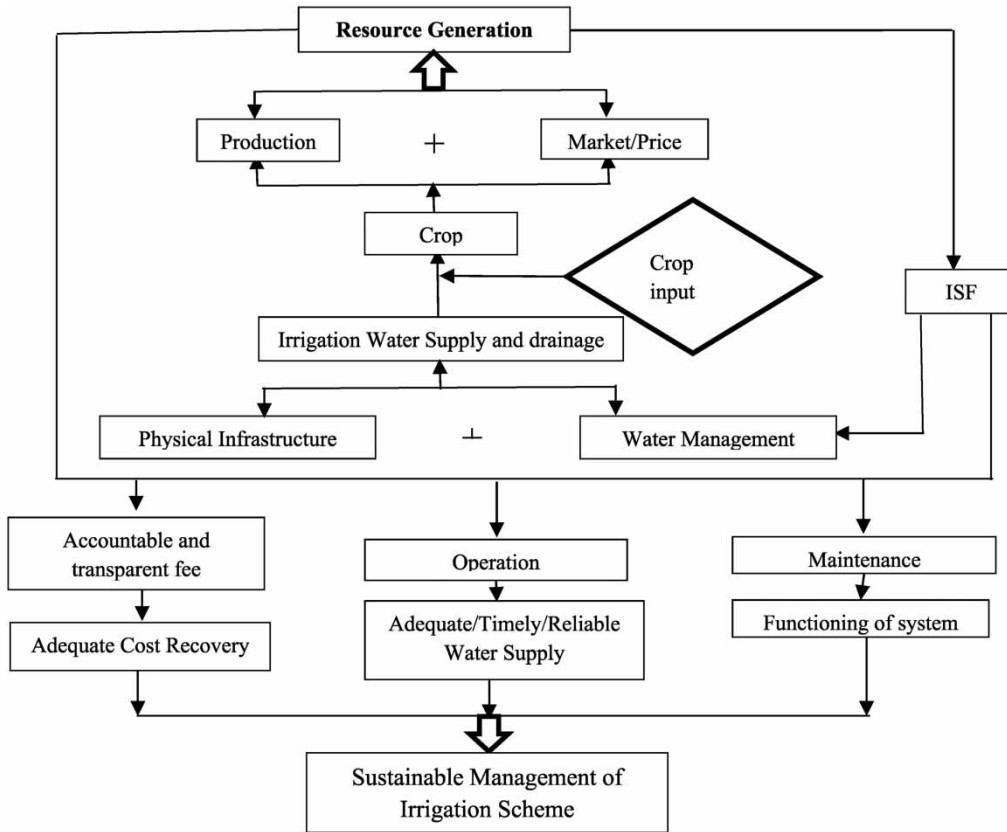 Resource Generation
Production
+
Market/Price
Crop
Crop
input
ISF
Irrigation Water Supply and drainage
Physical Infrastructure
+
Water Management
Accountable and
transparent fee
Operation
Maintenance
Adequate Cost Recovery
Adequate/Timely/Reliable
Water Supply
Functioning of system
Sustainable Management of
Irrigation Scheme